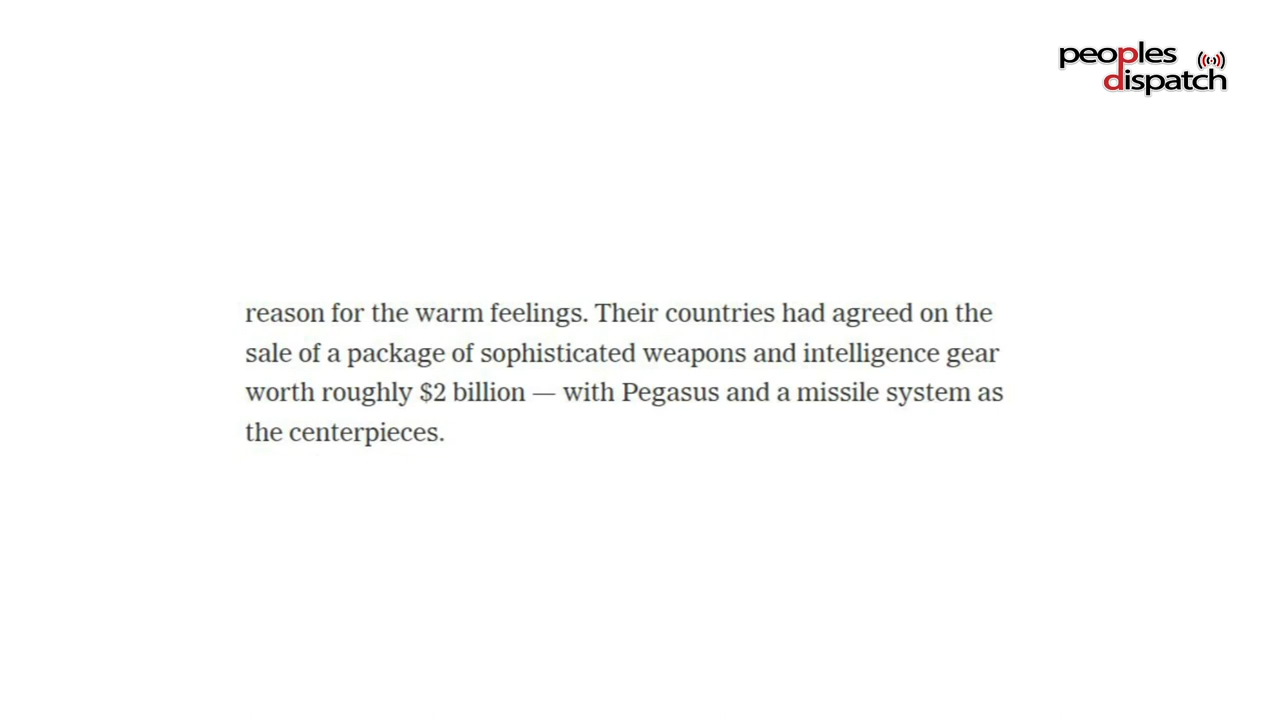 peoples
dispatch
reason for the warm feelings. Their countries had agreed on the
sale of a package of sophisticated weapons and intelligence gear
worth roughly $2 billion — with Pegasus and a missile system as
the centerpieces.